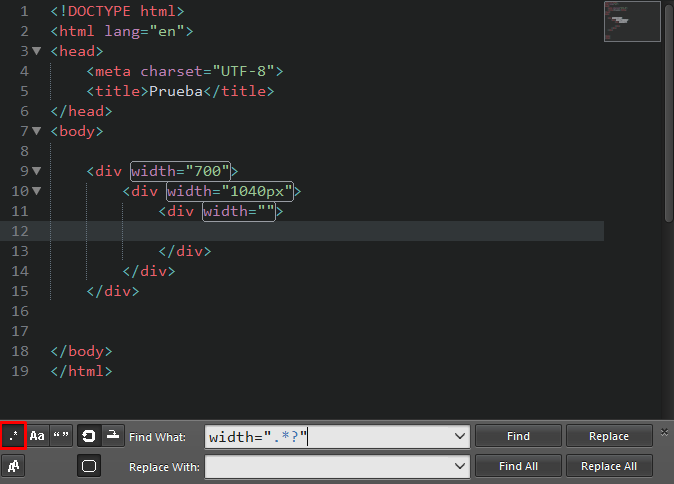 1 <!DOCTYPE html>
2 <html lang="en">
3 <head>
4 <meta charset="UTF-8">
5 <title>Prueba</title>
6 </head>
7 <body>
8
9 <div width="700">
10 <div width="1040px">
11 <div width="">
12
13 </div>
14 </div>
15 </div>
16
17
18 </body>
19 </html>
.* Aa “” Find What: width=".*?" Find Replace
Replace With: Find All Replace All